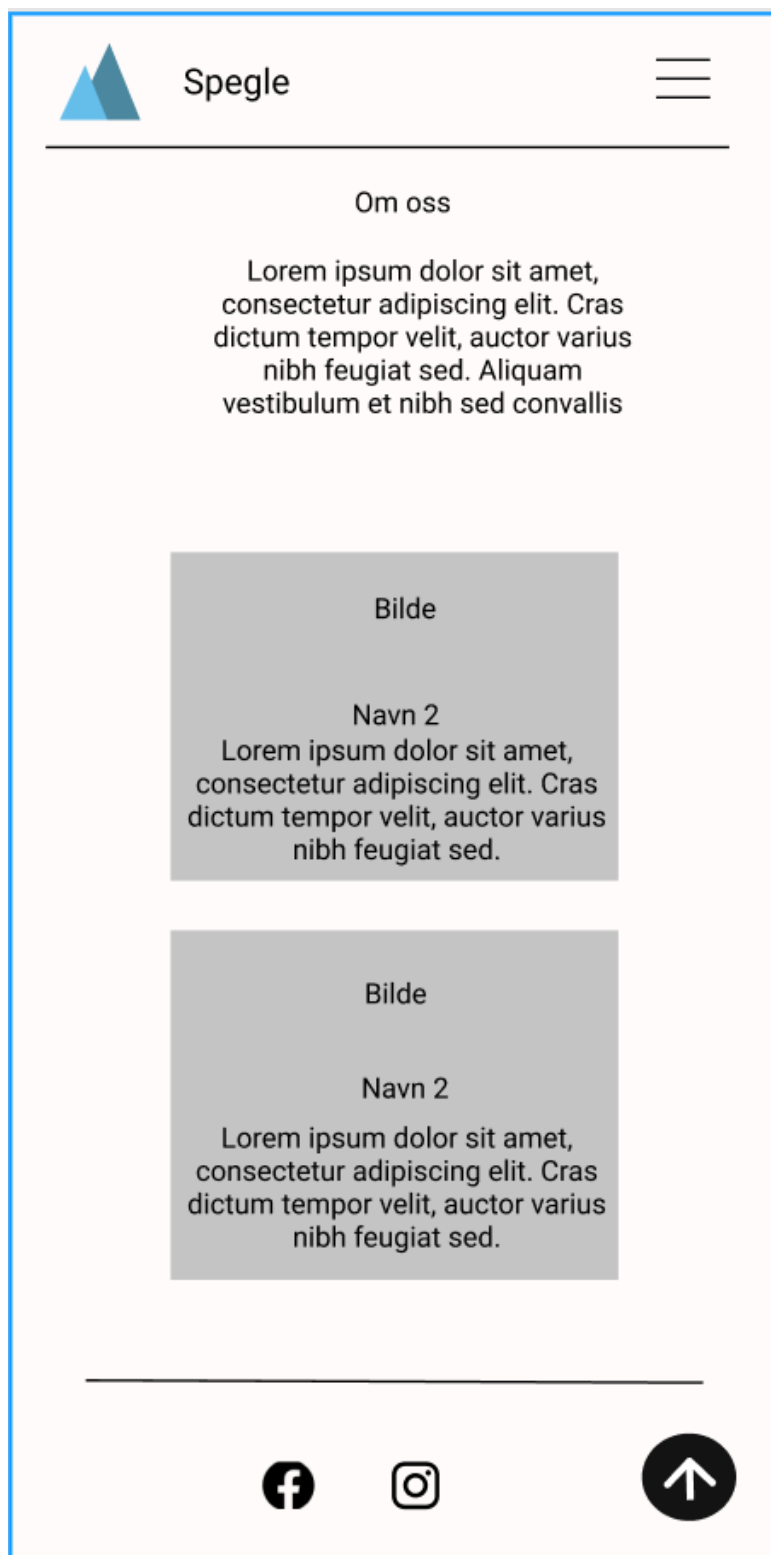 Spegle
Om oss
Lorem ipsum dolor sit amet,
consectetur adipiscing elit. Cras
dictum tempor velit, auctor varius
nibh feugiat sed. Aliquam
vestibulum et nibh sed convallis
Bilde
Navn 2
Lorem ipsum dolor sit amet,
consectetur adipiscing elit. Cras
dictum tempor velit, auctor varius
nibh feugiat sed.
Bilde
Navn 2
Lorem ipsum dolor sit amet,
consectetur adipiscing elit. Cras
dictum tempor velit, auctor varius
nibh feugiat sed.